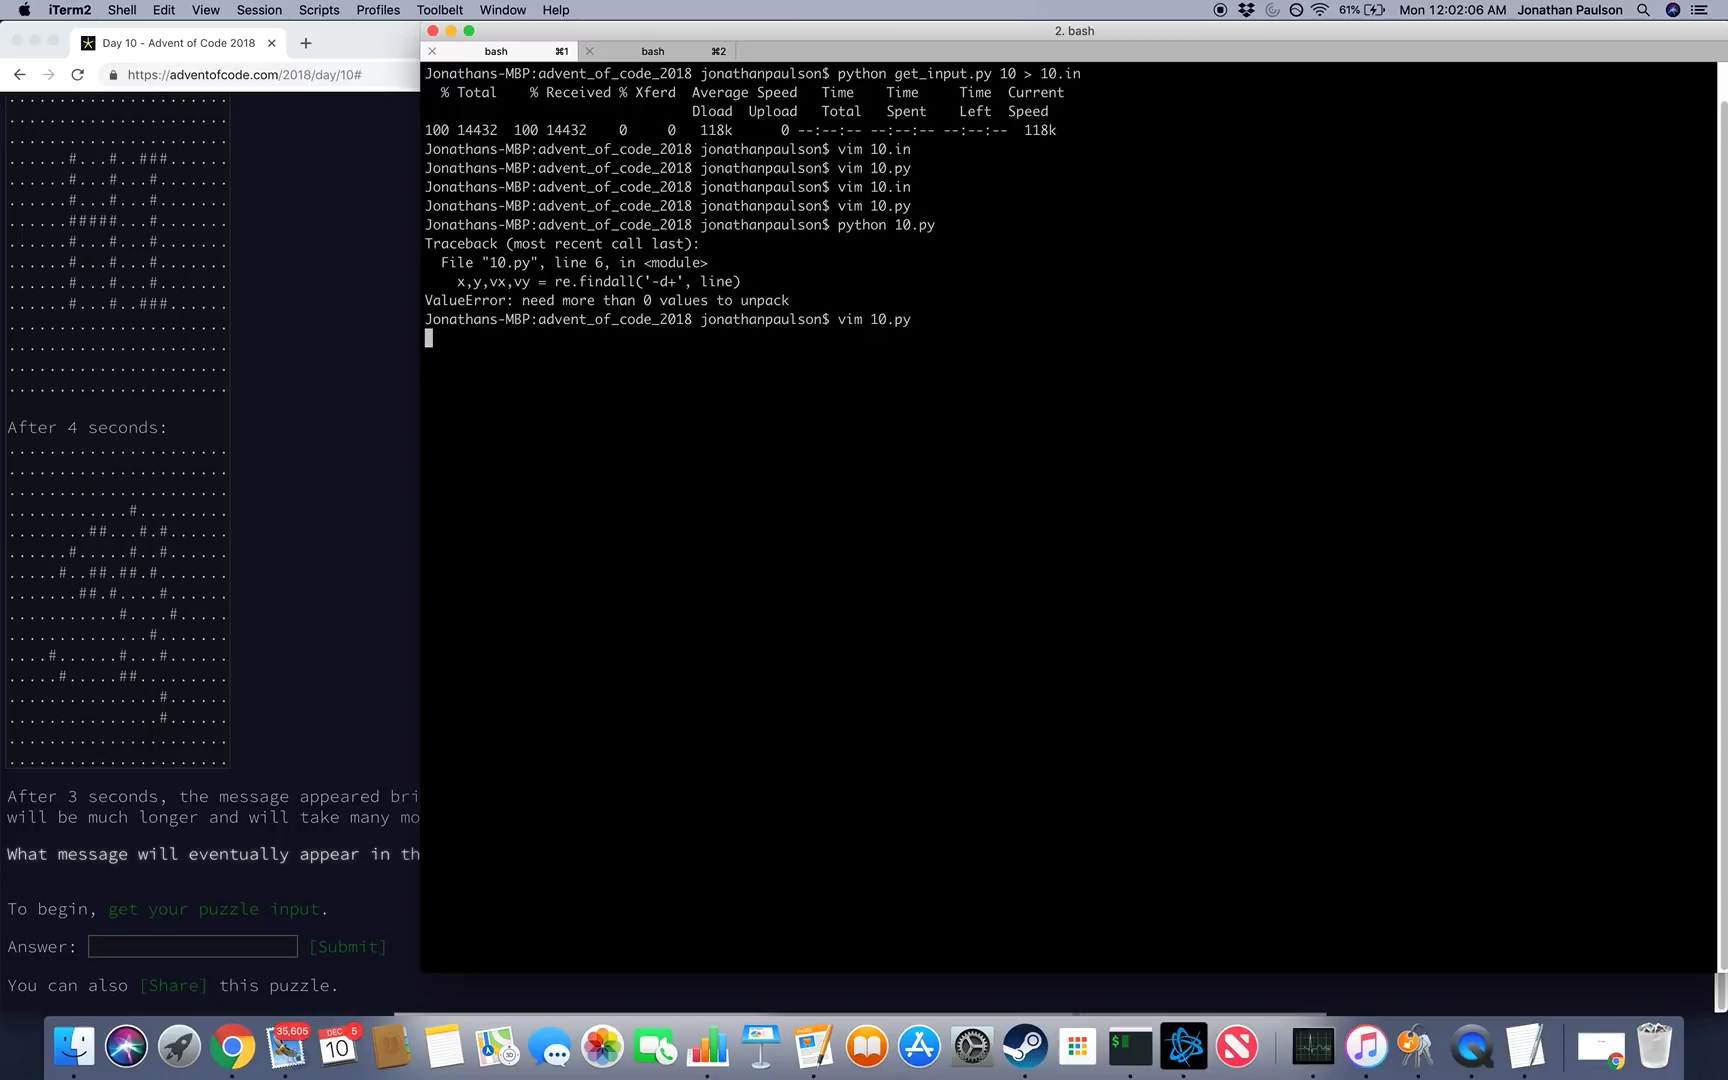 iTerm2 Shell Edit View Session Scripts Profiles Toolbelt Window Help 61% Mon 12:02:06 AM Jonathan Paulson
Day 10 - Advent of Code 2018
https://adventofcode.com/2018/day/10#
......................
......................
......................
......#...#..###......
......#...#...#.......
......#...#...#.......
......#####...#.......
......#...#...#.......
......#...#...#.......
......#...#...#.......
......#...#..###......
......................
......................
......................
......................
After 4 seconds:
......................
......................
......................
............#.........
........##...#.#......
......#.....#..#......
.....#..##.##.#.......
.......##.#....#......
...........#....#.....
..............#.......
....#......#...#......
.....#.....##.........
...............#......
...............#......
......................
......................
After 3 seconds, the message appeared bri
will be much longer and will take many mo
What message will eventually appear in th
To begin, get your puzzle input.
Answer: [Submit]
You can also [Share] this puzzle.
2. bash
bash ⌘1 bash ⌘2
Jonathans-MBP:advent_of_code_2018 jonathanpaulson$ python get_input.py 10 > 10.in
% Total % Received % Xferd Average Speed Time Time Time Current
Dload Upload Total Spent Left Speed
100 14432 100 14432 0 0 118k 0 --:--:-- --:--:-- --:--:-- 118k
Jonathans-MBP:advent_of_code_2018 jonathanpaulson$ vim 10.in
Jonathans-MBP:advent_of_code_2018 jonathanpaulson$ vim 10.py
Jonathans-MBP:advent_of_code_2018 jonathanpaulson$ vim 10.in
Jonathans-MBP:advent_of_code_2018 jonathanpaulson$ vim 10.py
Jonathans-MBP:advent_of_code_2018 jonathanpaulson$ python 10.py
Traceback (most recent call last):
File "10.py", line 6, in <module>
x,y,vx,vy = re.findall('-d+', line)
ValueError: need more than 0 values to unpack
Jonathans-MBP:advent_of_code_2018 jonathanpaulson$ vim 10.py
35,605
DEC 5
10